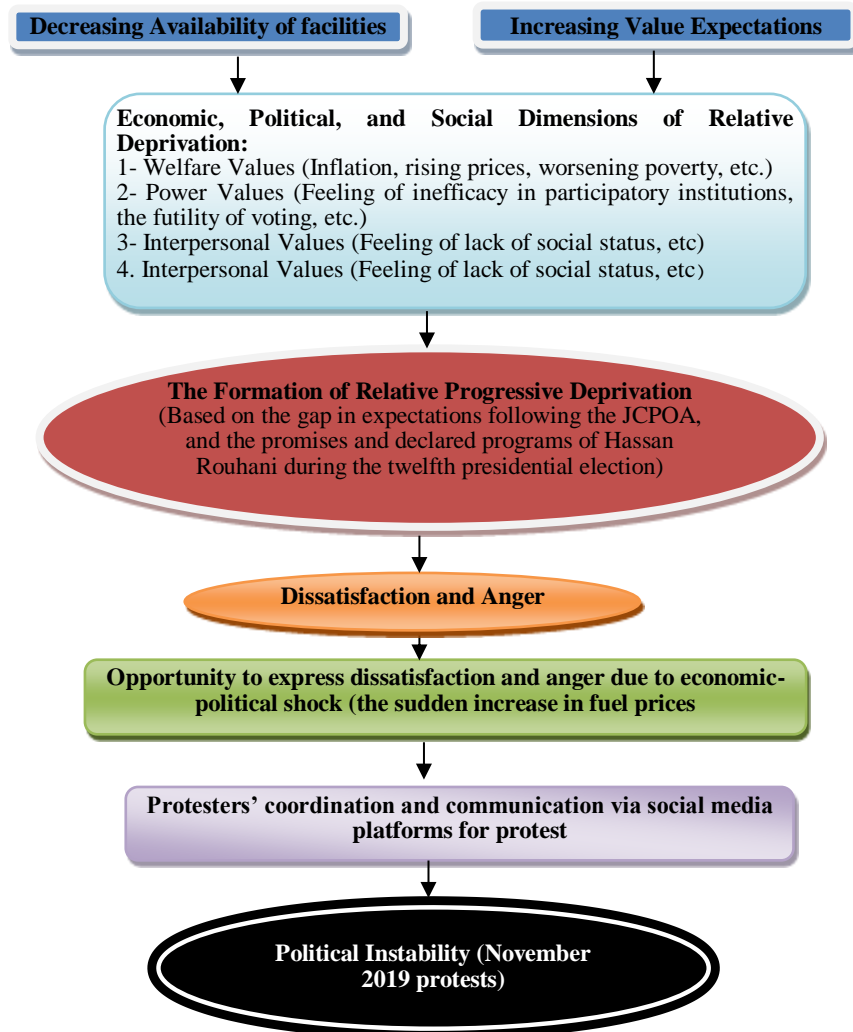 Decreasing Availability of facilities
Increasing Value Expectations
Economic, Political, and Social Dimensions of Relative
Deprivation:
1- Welfare Values (Inflation, rising prices, worsening poverty, etc.)
2- Power Values (Feeling of inefficacy in participatory institutions,
the futility of voting, etc.)
3- Interpersonal Values (Feeling of lack of social status, etc)
4. Interpersonal Values (Feeling of lack of social status, etc)
The Formation of Relative Progressive Deprivation
(Based on the gap in expectations following the JCPOA,
and the promises and declared programs of Hassan
Rouhani during the twelfth presidential election)
Dissatisfaction and Anger
Opportunity to express dissatisfaction and anger due to economic-
political shock (the sudden increase in fuel prices
Protesters’ coordination and communication via social media
platforms for protest
Political Instability (November
2019 protests)